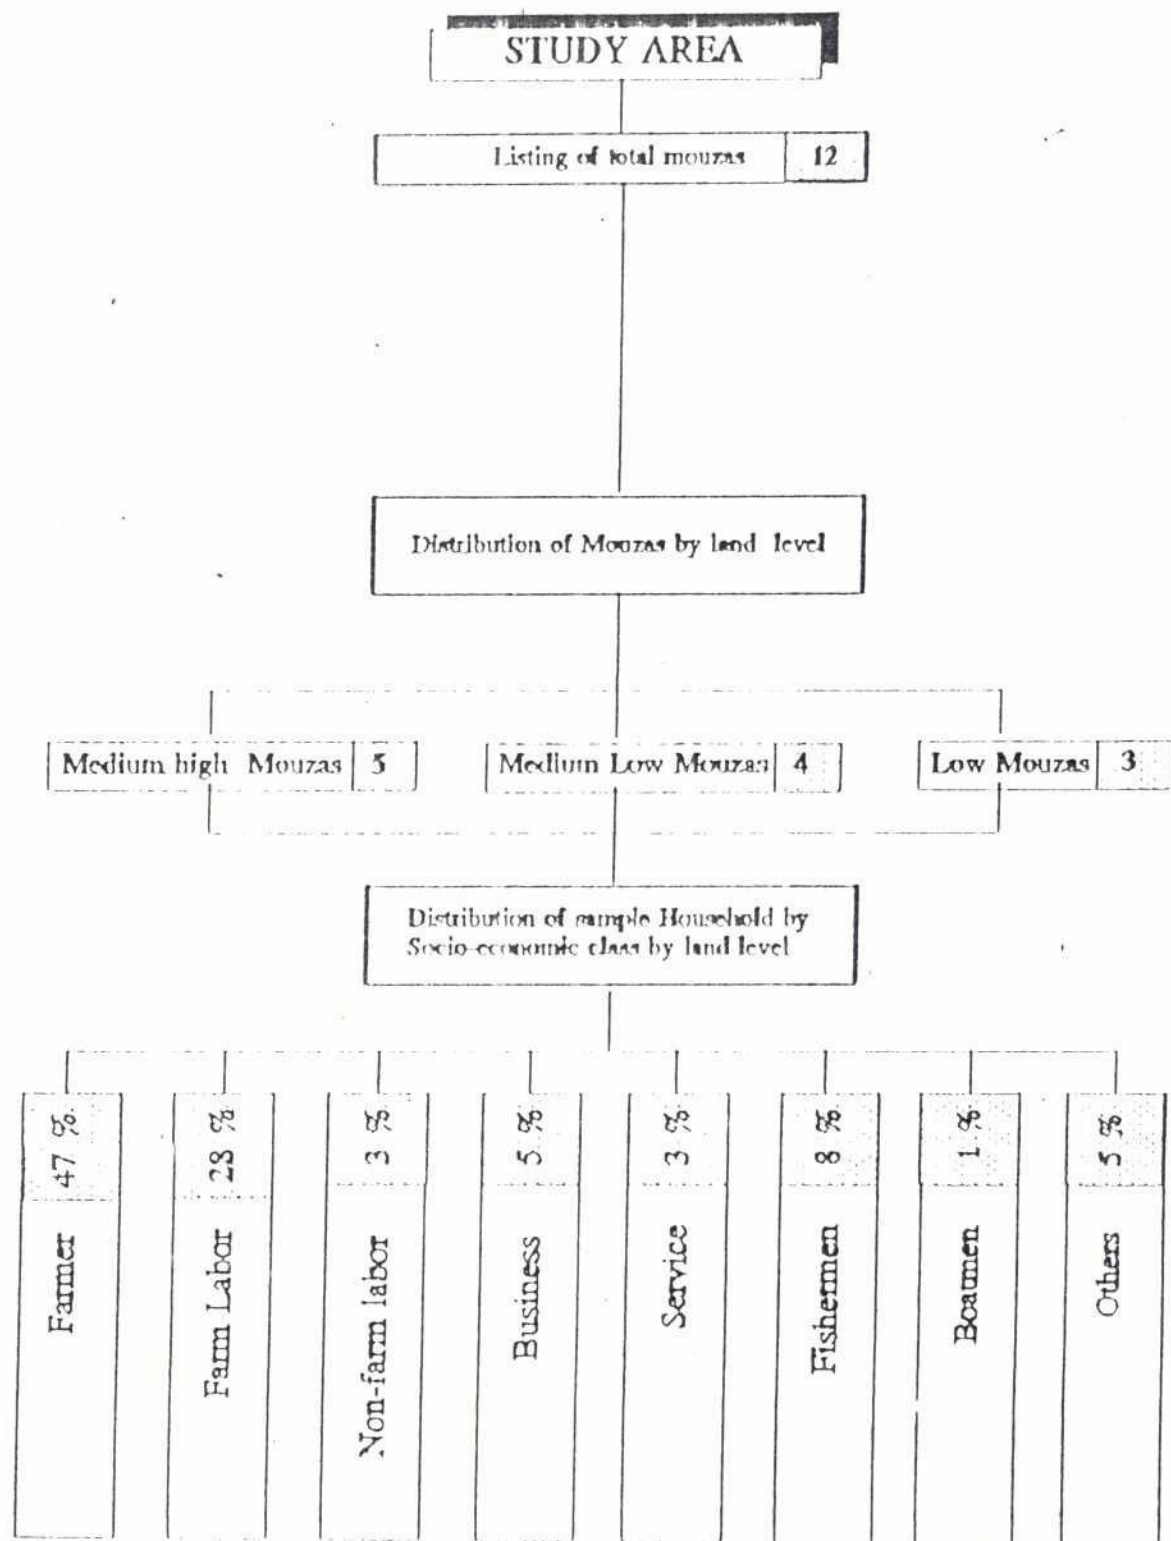 STUDY AREA
Listing of total mouzas 12
Distribution of Mouzas by land level
Medium high Mouzas 5
Medium Low Mouzas 4
Low Mouzas 3
Distribution of sample Household by
Socio-economic class by land level
Farmer 47 %
Farm Labor 28 %
Non-farm labor 3 %
Business 5 %
Service 3 %
Fishermen 8 %
Boatmen 1 %
Others 5 %